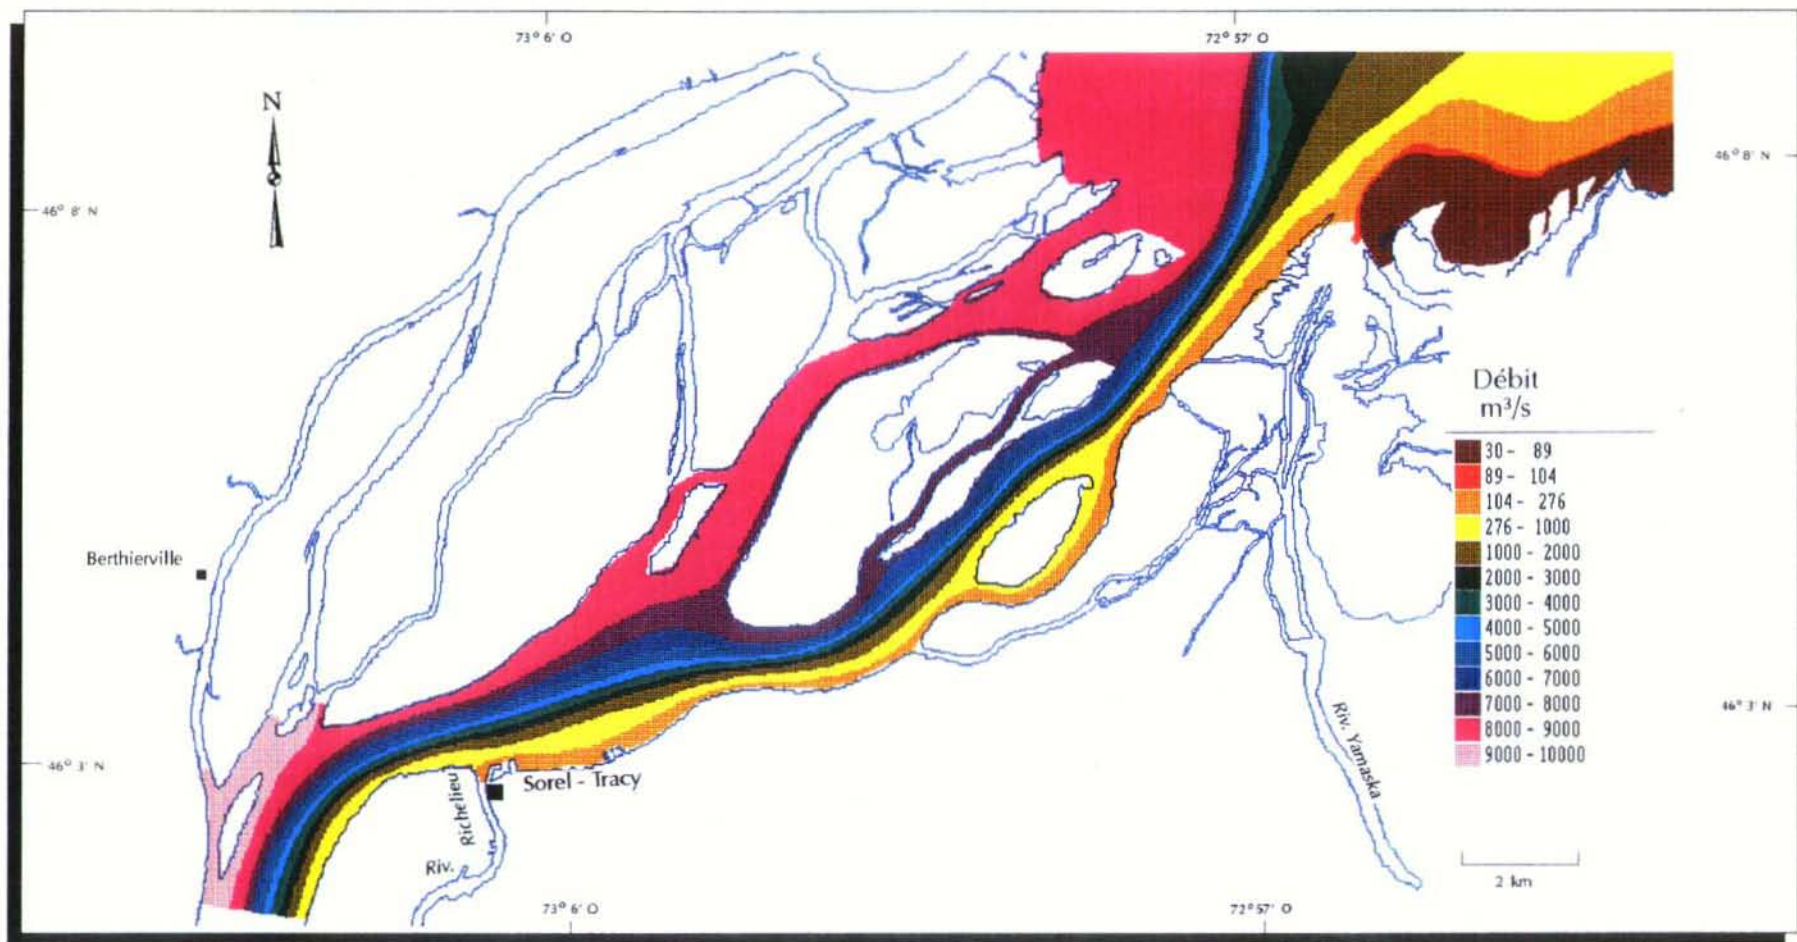 73° 6' O
72° 57' O
N
46° 8' N
46° 8' N
Débit
m³/s
30 - 89
89 - 104
104 - 276
276 - 1000
1000 - 2000
2000 - 3000
3000 - 4000
4000 - 5000
5000 - 6000
6000 - 7000
7000 - 8000
8000 - 9000
9000 - 10000
Berthierville
46° 3' N
46° 3' N
Sorel - Tracy
Riv. Richelieu
Riv. Yamaska
2 km
73° 6' O
72° 57' O